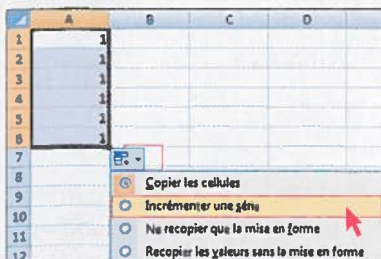 A B C D
1 1
2 1
3 1
4 1
5 1
6 1
7
8 Copier les cellules
9 Incrémenter une série
10 Ne recopier que la mise en forme
11
12 Recopier les valeurs sans la mise en forme